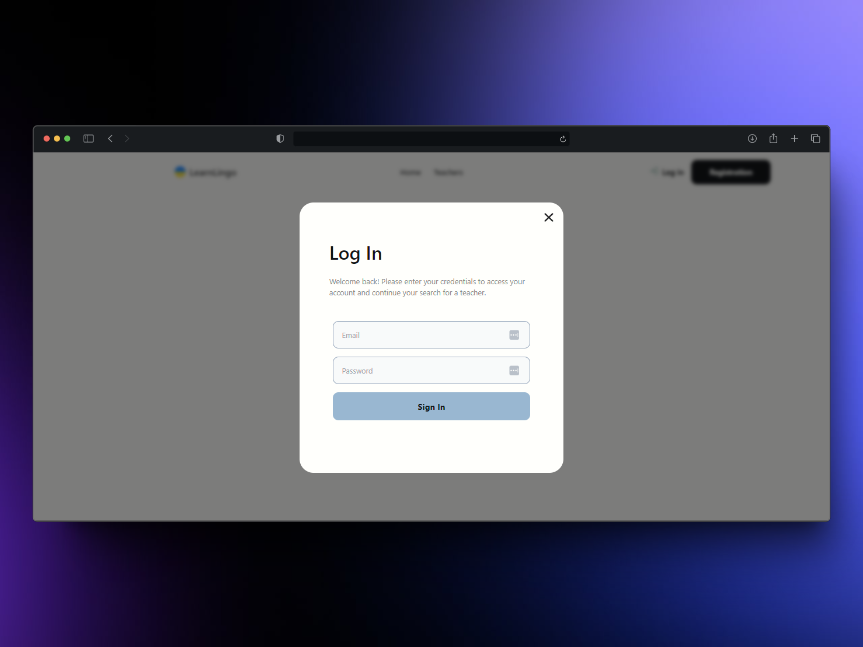 LearnLingo
Home Teachers
Log in
Registration
Log In
Welcome back! Please enter your credentials to access your
account and continue your search for a teacher.
Email
Password
Sign In